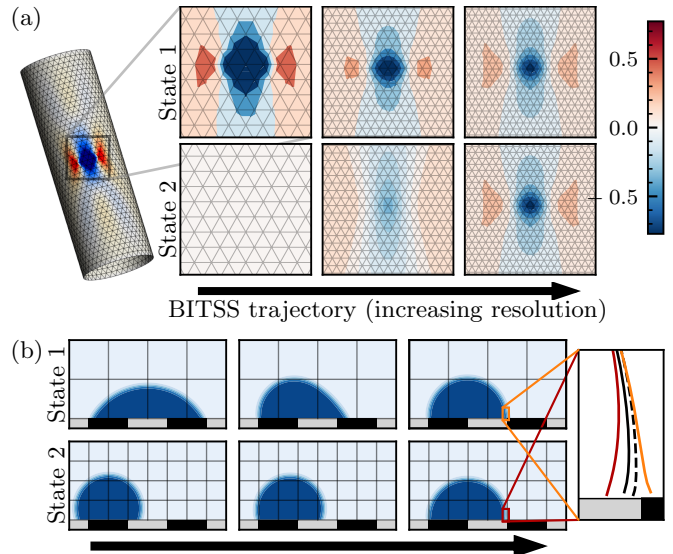 (a)
State 1
State 2
0.5
0.0
− 0.5
BITSS trajectory (increasing resolution)
(b)
State 1
State 2